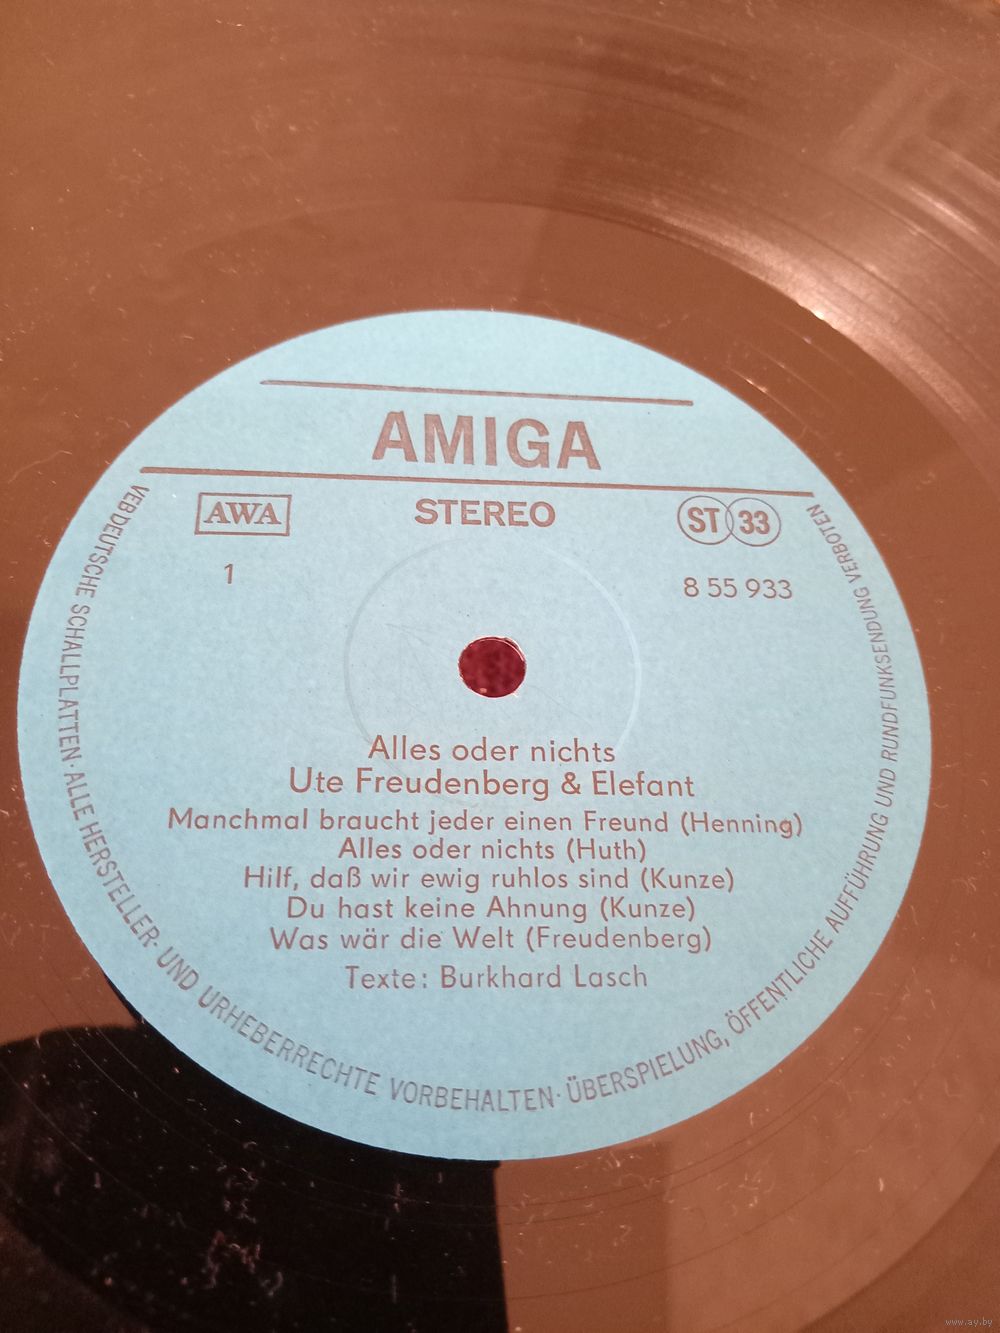 AMIGA
AWA
STEREO
ST 33
1
8 55 933
Alles oder nichts
Ute Freudenberg & Elefant
Manchmal braucht jeder einen Freund (Henning)
Alles oder nichts (Huth)
Hilf, daß wir ewig ruhlos sind (Kunze)
Du hast keine Ahnung (Kunze)
Was wär die Welt (Freudenberg)
Texte: Burkhard Lasch
VEB DEUTSCHE SCHALLPLATTEN · ALLE HERSTELLER- UND URHEBERRECHTE VORBEHALTEN · ÜBERSPIELUNG, ÖFFENTLICHE AUFFÜHRUNG UND RUNDFUNKSENDUNG VERBOTEN
www.ay.by